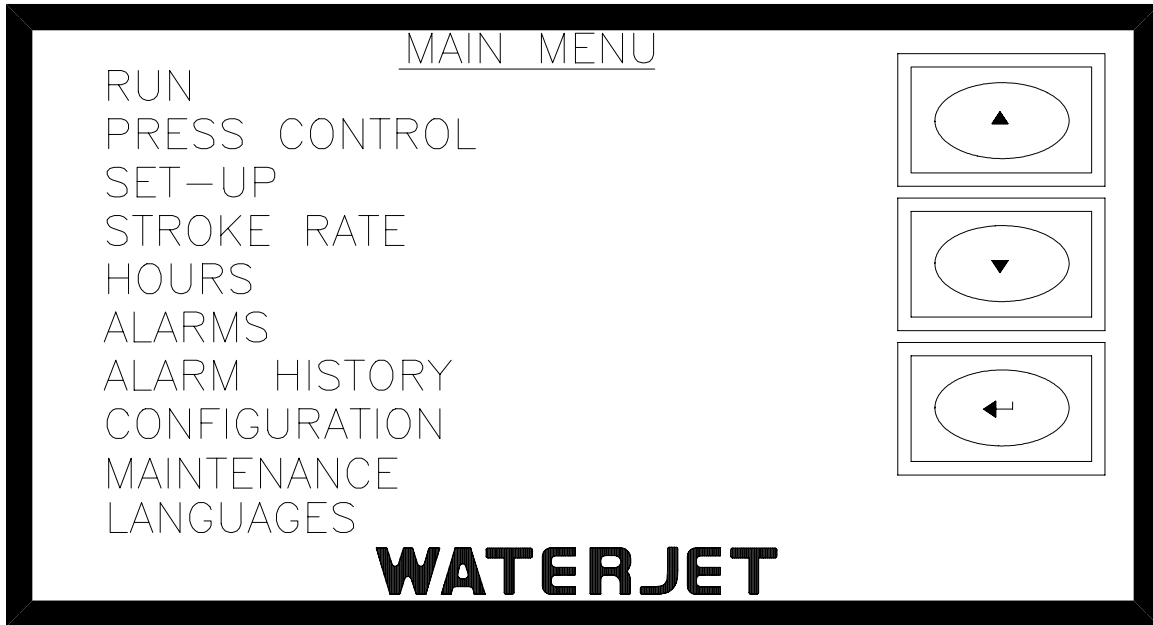 MAIN MENU
RUN
PRESS CONTROL
SET-UP
STROKE RATE
HOURS
ALARMS
ALARM HISTORY
CONFIGURATION
MAINTENANCE
LANGUAGES
WATERJET